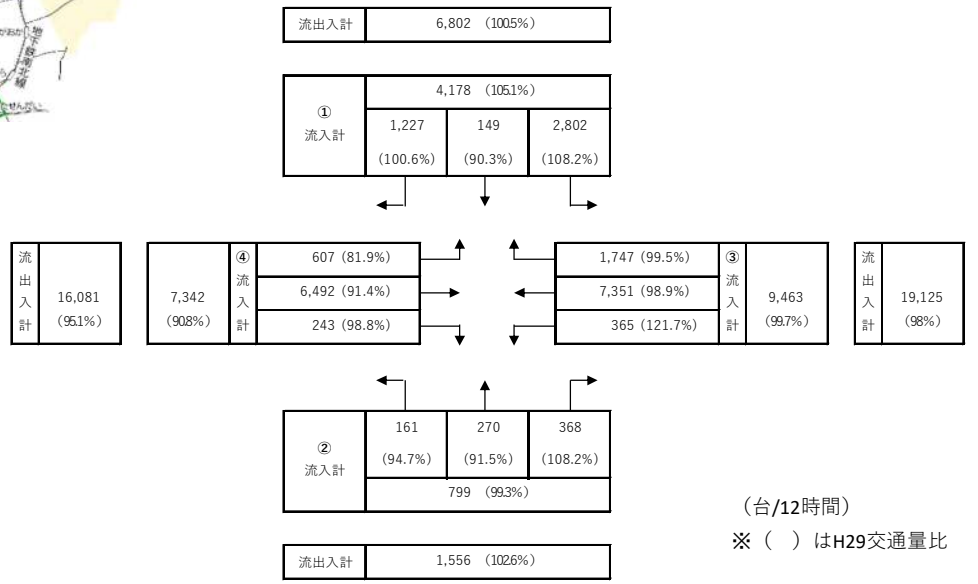 流出入計 6,802 (100.5%)
① 流入計
4,178 (105.1%)
1,227 149 2,802
(100.6%) (90.3%) (108.2%)
流出入計
16,081
(95.1%)
7,342
(90.8%)
④ 流入計
607 (81.9%)
6,492 (91.4%)
243 (98.8%)
1,747 (99.5%)
7,351 (98.9%)
365 (121.7%)
③ 流入計
9,463
(99.7%)
流出入計
19,125
(98%)
② 流入計
161 270 368
(94.7%) (91.5%) (108.2%)
799 (99.3%)
流出入計 1,556 (102.6%)
(台/12時間)
※( )はH29交通量比